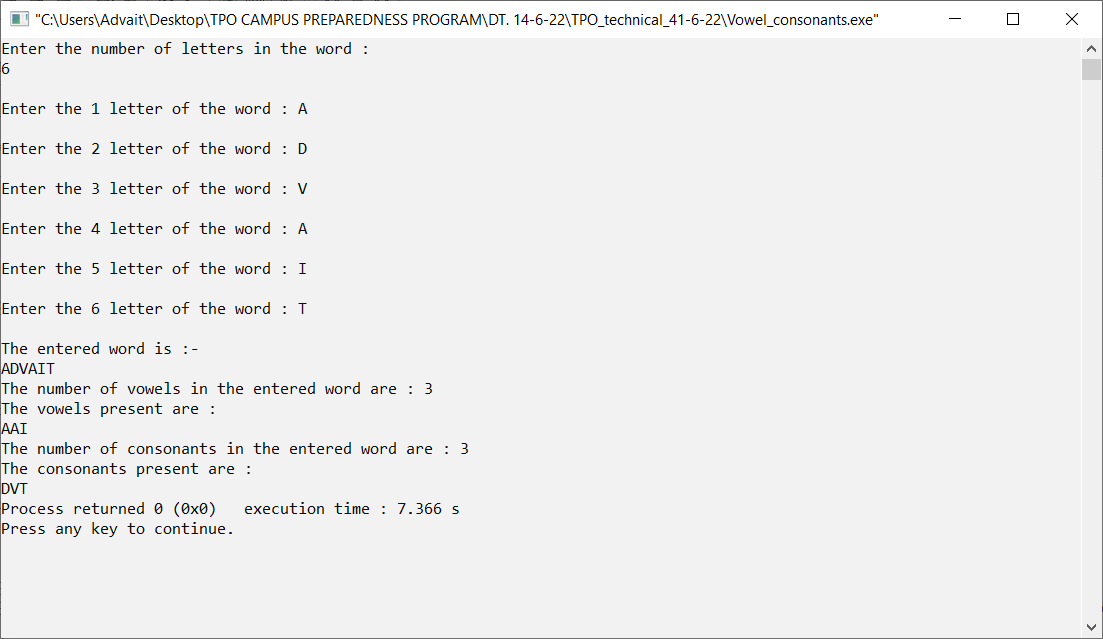 "C:\Users\Advait\Desktop\TPO CAMPUS PREPAREDNESS PROGRAM\DT. 14-6-22\TPO_technical_41-6-22\Vowel_consonants.exe"
Enter the number of letters in the word :
6
Enter the 1 letter of the word : A
Enter the 2 letter of the word : D
Enter the 3 letter of the word : V
Enter the 4 letter of the word : A
Enter the 5 letter of the word : I
Enter the 6 letter of the word : T
The entered word is :-
ADVAIT
The number of vowels in the entered word are : 3
The vowels present are :
AAI
The number of consonants in the entered word are : 3
The consonants present are :
DVT
Process returned 0 (0x0)   execution time : 7.366 s
Press any key to continue.